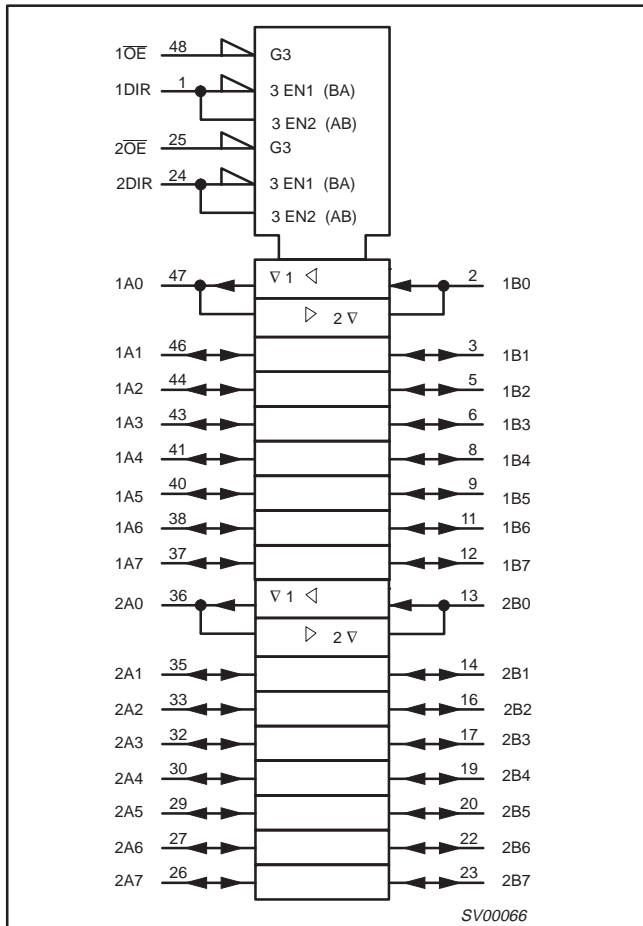 1O̅E̅ 48 G3
1DIR 1 3 EN1 (BA)
3 EN2 (AB)
2O̅E̅ 25 G3
2DIR 24 3 EN1 (BA)
3 EN2 (AB)
1A0 47 ∇ 1 ◁ 2 1B0
▷ 2 ∇
1A1 46 3 1B1
1A2 44 5 1B2
1A3 43 6 1B3
1A4 41 8 1B4
1A5 40 9 1B5
1A6 38 11 1B6
1A7 37 12 1B7
2A0 36 ∇ 1 ◁ 13 2B0
▷ 2 ∇
2A1 35 14 2B1
2A2 33 16 2B2
2A3 32 17 2B3
2A4 30 19 2B4
2A5 29 20 2B5
2A6 27 22 2B6
2A7 26 23 2B7
SV00066